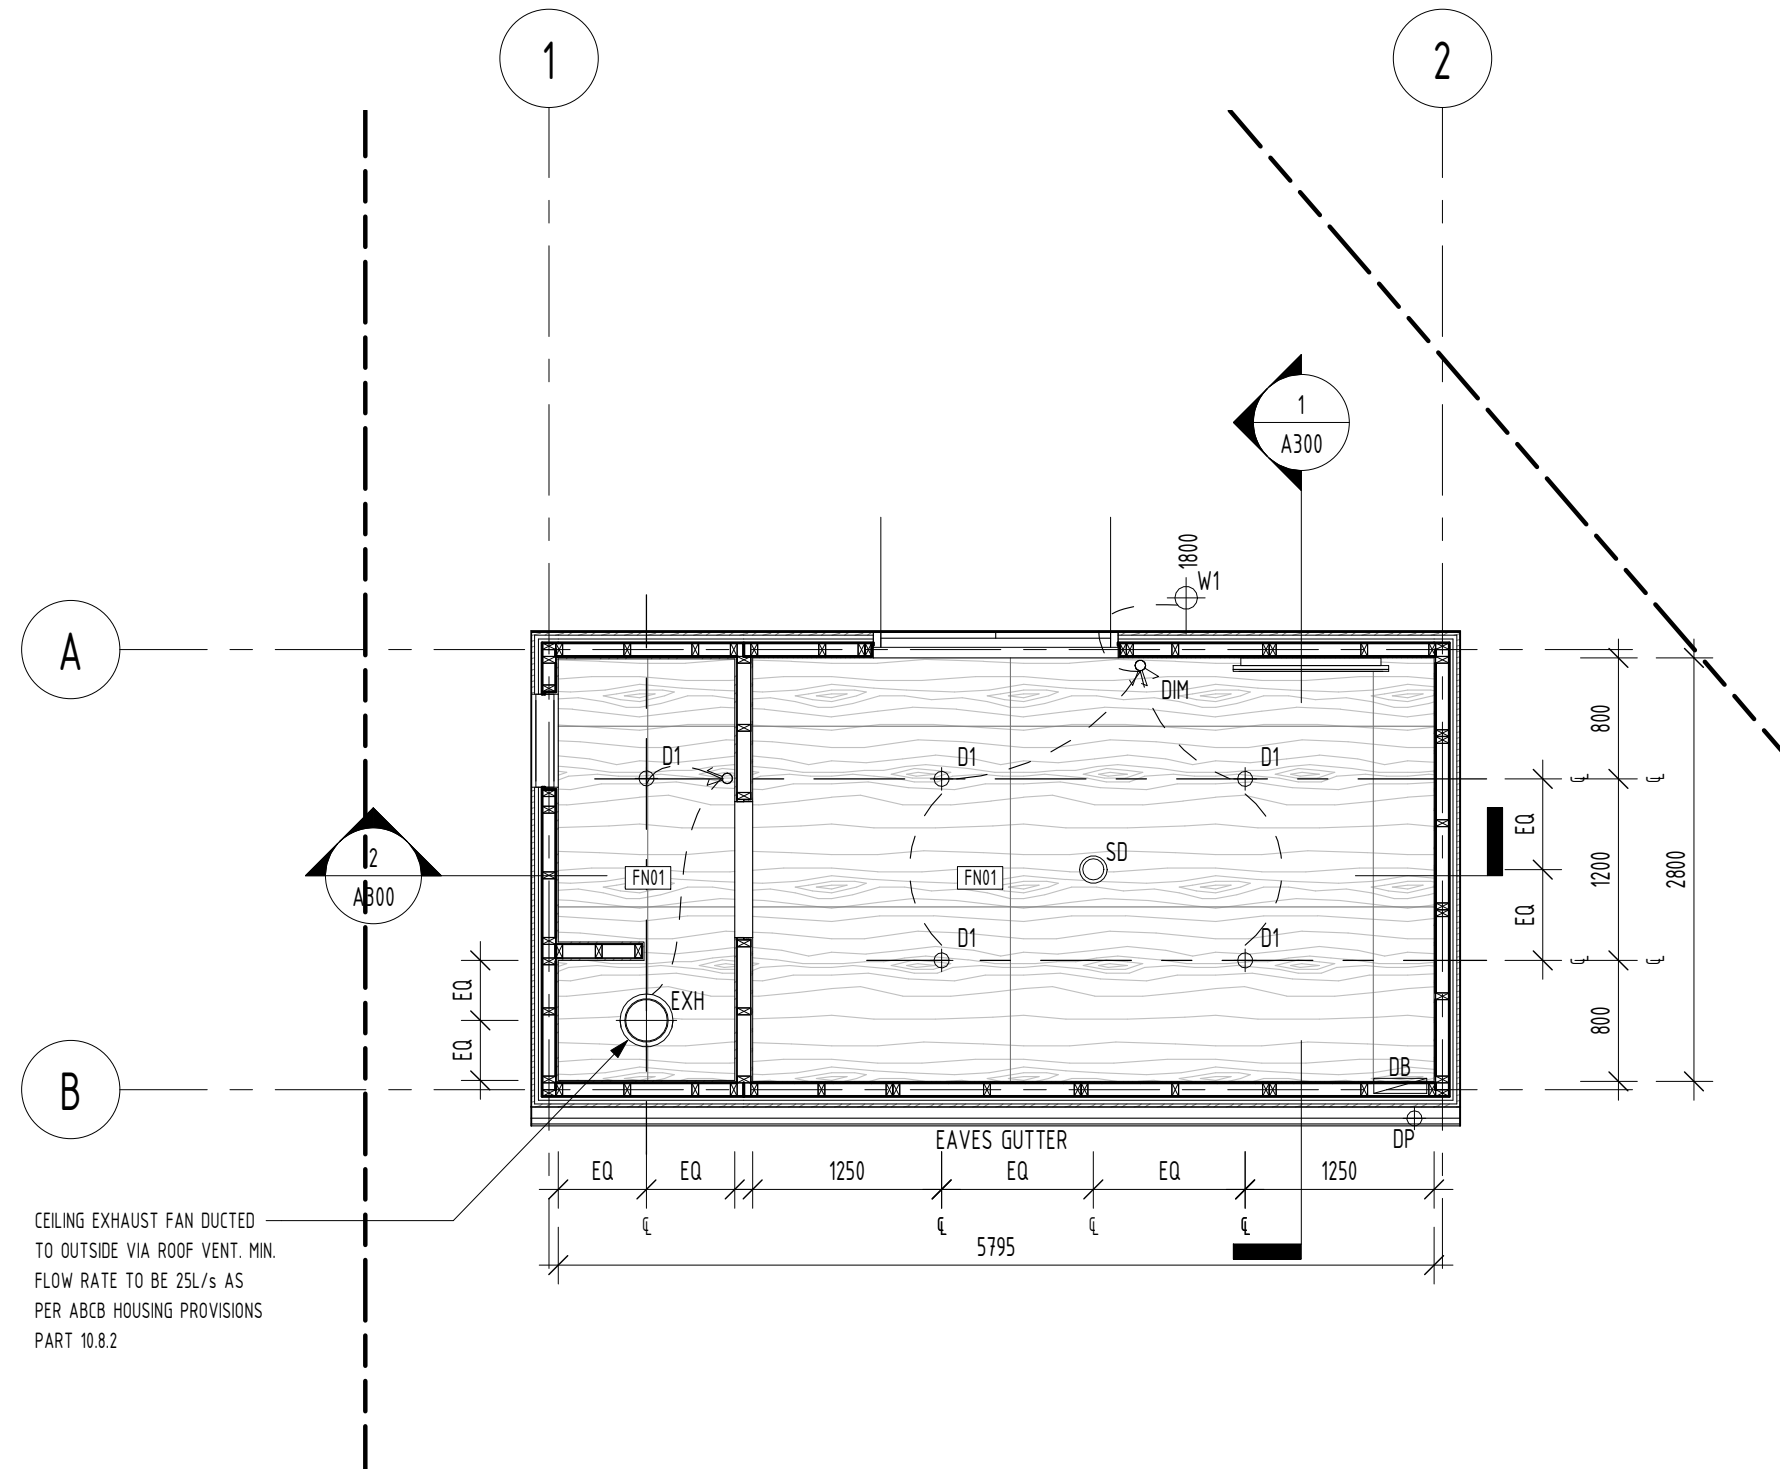 1
2
1
A300
1800
W1
A
DIM
800
D1
D1
D1
EQ
2
A300
FN01
FN01
SD
1200
2800
EQ
D1
D1
EQ
EXH
800
EQ
DB
B
EAVES GUTTER
DP
EQ
EQ
1250
EQ
EQ
1250
5795
CEILING EXHAUST FAN DUCTED
TO OUTSIDE VIA ROOF VENT. MIN.
FLOW RATE TO BE 25L/s AS
PER ABCB HOUSING PROVISIONS
PART 10.8.2